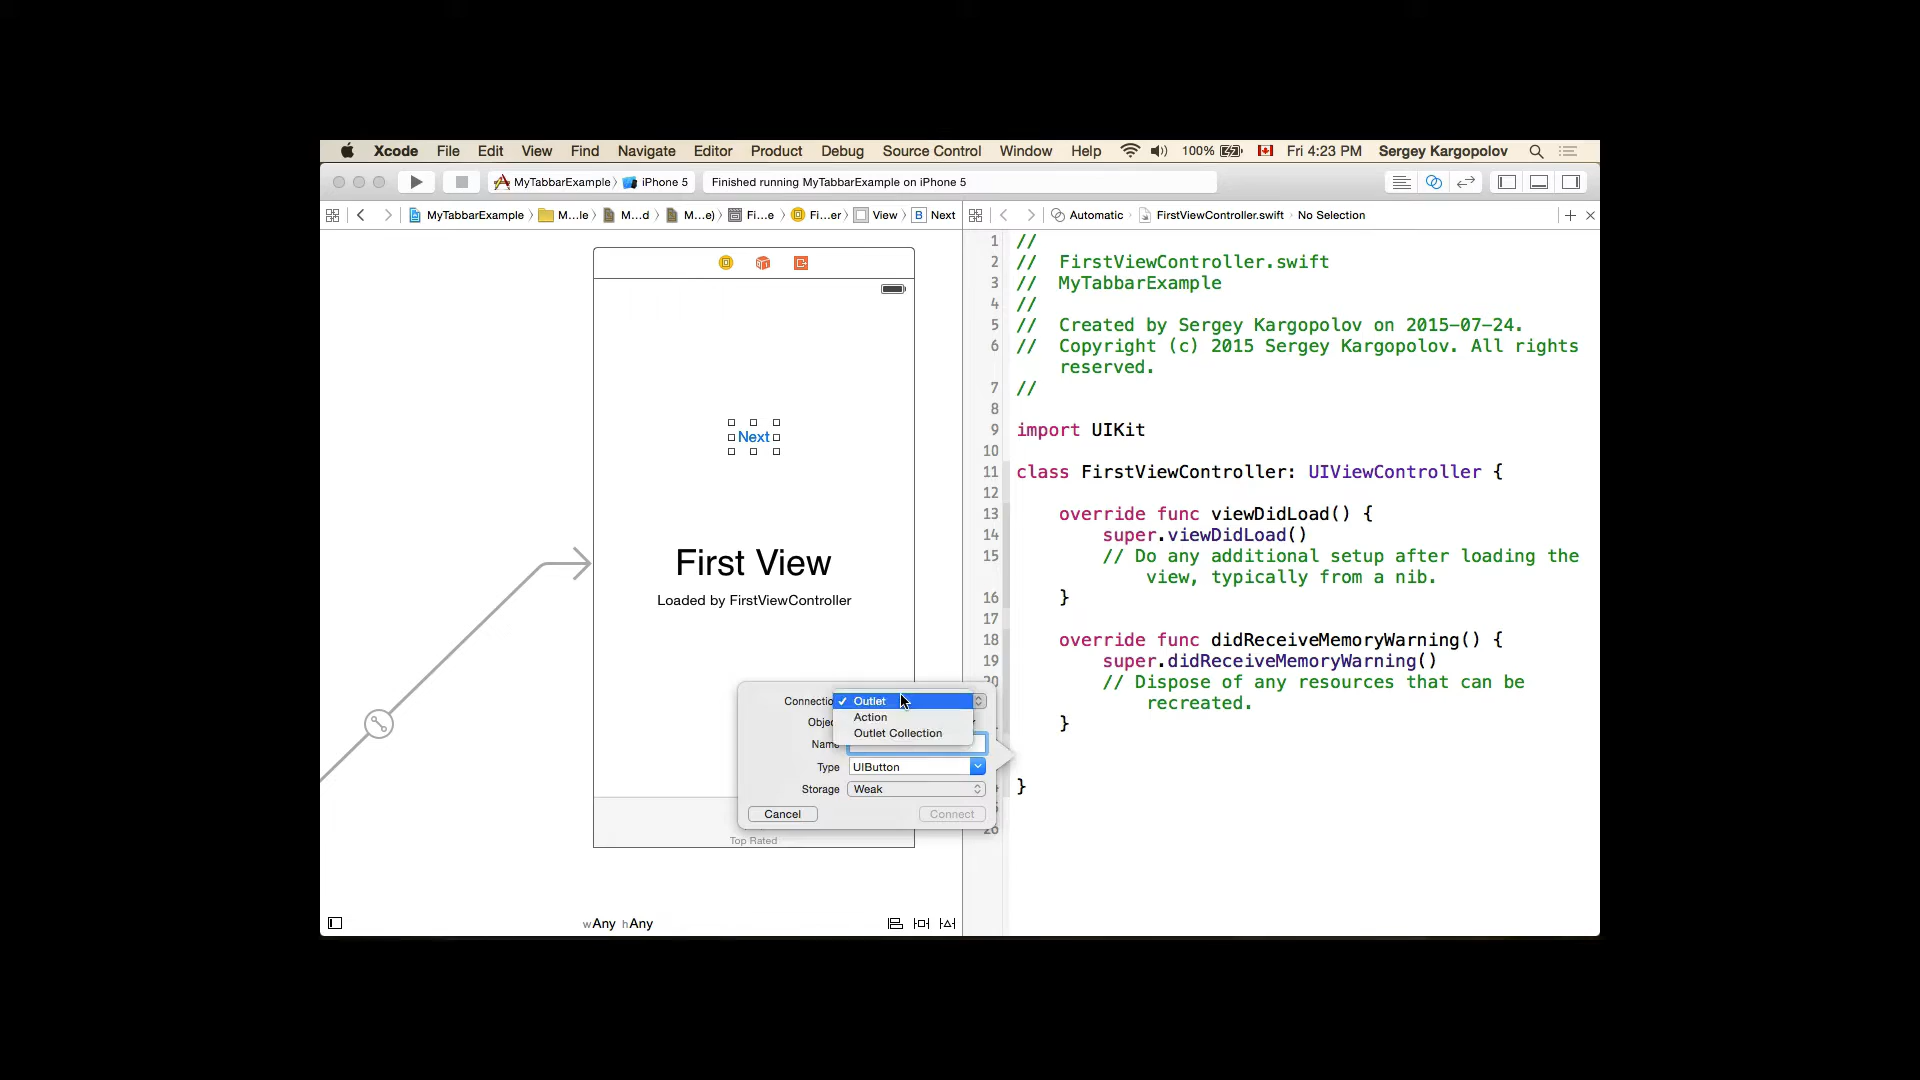 Xcode File Edit View Find Navigate Editor Product Debug Source Control Window Help 100% Fri 4:23 PM Sergey Kargopolov
MyTabbarExample iPhone 5 Finished running MyTabbarExample on iPhone 5
MyTabbarExample M...le M...d M...e) Fi...e Fi...er View B Next
Automatic FirstViewController.swift No Selection
Next
First View
Loaded by FirstViewController
Connectio
Outlet
Action
Outlet Collection
Objec
Name
Type UIButton
Storage Weak
Cancel Connect
Top Rated
wAny hAny
1 //
2 // FirstViewController.swift
3 // MyTabbarExample
4 //
5 // Created by Sergey Kargopolov on 2015-07-24.
6 // Copyright (c) 2015 Sergey Kargopolov. All rights
reserved.
7 //
8
9 import UIKit
10
11 class FirstViewController: UIViewController {
12
13 override func viewDidLoad() {
14 super.viewDidLoad()
15 // Do any additional setup after loading the
view, typically from a nib.
16 }
17
18 override func didReceiveMemoryWarning() {
19 super.didReceiveMemoryWarning()
20 // Dispose of any resources that can be
recreated.
}
}
26